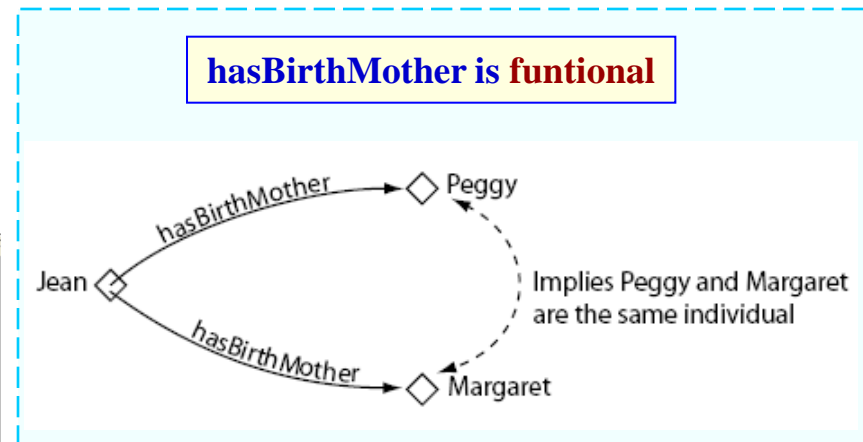 hasBirthMother is funtional
hasBirthMother
Peggy
Jean
Implies Peggy and Margaret
are the same individual
hasBirthMother
Margaret